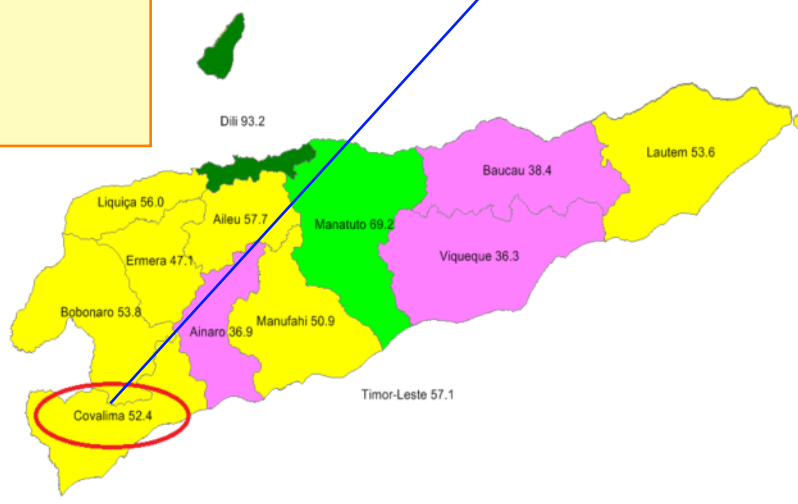 Dili 93.2
Lautem 53.6
Baucau 38.4
Liquiça 56.0
Aileu 57.7
Manatuto 69.2
Viqueque 36.3
Ermera 47.1
Bobonaro 53.8
Manufahi 50.9
Ainaro 36.9
Timor-Leste 57.1
Covalima 52.4